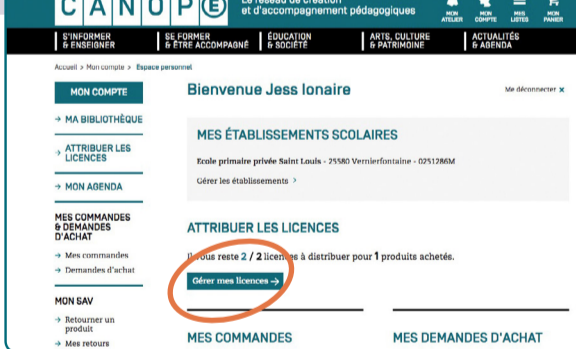 CANOPÉ
Le réseau de création
et d'accompagnement pédagogiques
MON ATELIER
MON COMPTE
MES LISTES
MON PANIER
S'INFORMER & ENSEIGNER
SE FORMER & ÊTRE ACCOMPAGNÉ
ÉDUCATION & SOCIÉTÉ
ARTS, CULTURE & PATRIMOINE
ACTUALITÉS & AGENDA
Accueil > Mon compte > Espace personnel
MON COMPTE
→ MA BIBLIOTHÈQUE
→ ATTRIBUER LES
LICENCES
→ MON AGENDA
MES COMMANDES
& DEMANDES
D'ACHAT
→ Mes commandes
→ Demandes d'achat
MON SAV
→ Retourner un
produit
→ Mes retours
Bienvenue Jess Ionaire
Me déconnecter ×
MES ÉTABLISSEMENTS SCOLAIRES
Ecole primaire privée Saint Louis - 25580 Vernierfontaine - 0251286M
Gérer les établissements >
ATTRIBUER LES LICENCES
Il vous reste 2 / 2 licences à distribuer pour 1 produits achetés.
Gérer mes licences →
MES COMMANDES
MES DEMANDES D'ACHAT